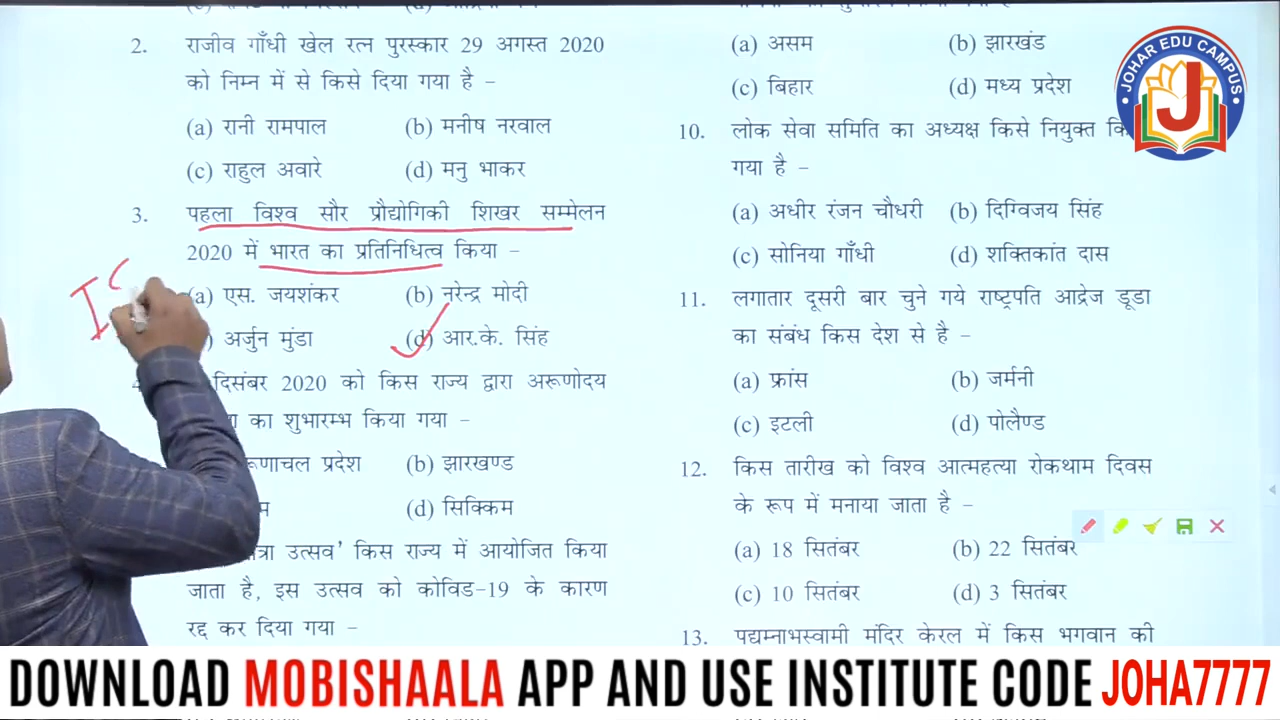 2. राजीव गाँधी खेल रत्न पुरस्कार 29 अगस्त 2020
को निम्न में से किसे दिया गया है –
(a) रानी रामपाल (b) मनीष नरवाल
(c) राहुल अवारे (d) मनु भाकर
3. पहला विश्व सौर प्रौद्योगिकी शिखर सम्मेलन
2020 में भारत का प्रतिनिधित्व किया –
(a) एस. जयशंकर (b) नरेन्द्र मोदी
अर्जुन मुंडा (d) आर.के. सिंह
दिसंबर 2020 को किस राज्य द्वारा अरूणोदय
का शुभारम्भ किया गया –
प्रदेश (b) झारखण्ड
(d) सिक्किम
उत्सव' किस राज्य में आयोजित किया
जाता है, इस उत्सव को कोविड-19 के कारण
रद्द कर दिया गया –
(a) असम (b) झारखंड
(c) बिहार (d) मध्य प्रदेश
10. लोक सेवा समिति का अध्यक्ष किसे नियुक्त
गया है –
(a) अधीर रंजन चौधरी (b) दिग्विजय सिंह
(c) सोनिया गाँधी (d) शक्तिकांत दास
11. लगातार दूसरी बार चुने गये राष्ट्रपति आद्रेज डूडा
का संबंध किस देश से है –
(a) फ्रांस (b) जर्मनी
(c) इटली (d) पोलैण्ड
12. किस तारीख को विश्व आत्महत्या रोकथाम दिवस
के रूप में मनाया जाता है –
(a) 18 सितंबर (b) 22 सितंबर
(c) 10 सितंबर (d) 3 सितंबर
13. पद्यम्नाभस्वामी मंदिर केरल में किस भगवान की
JOHAR EDU CAMPUS
J
I
DOWNLOAD MOBISHAALA APP AND USE INSTITUTE CODE JOHA7777